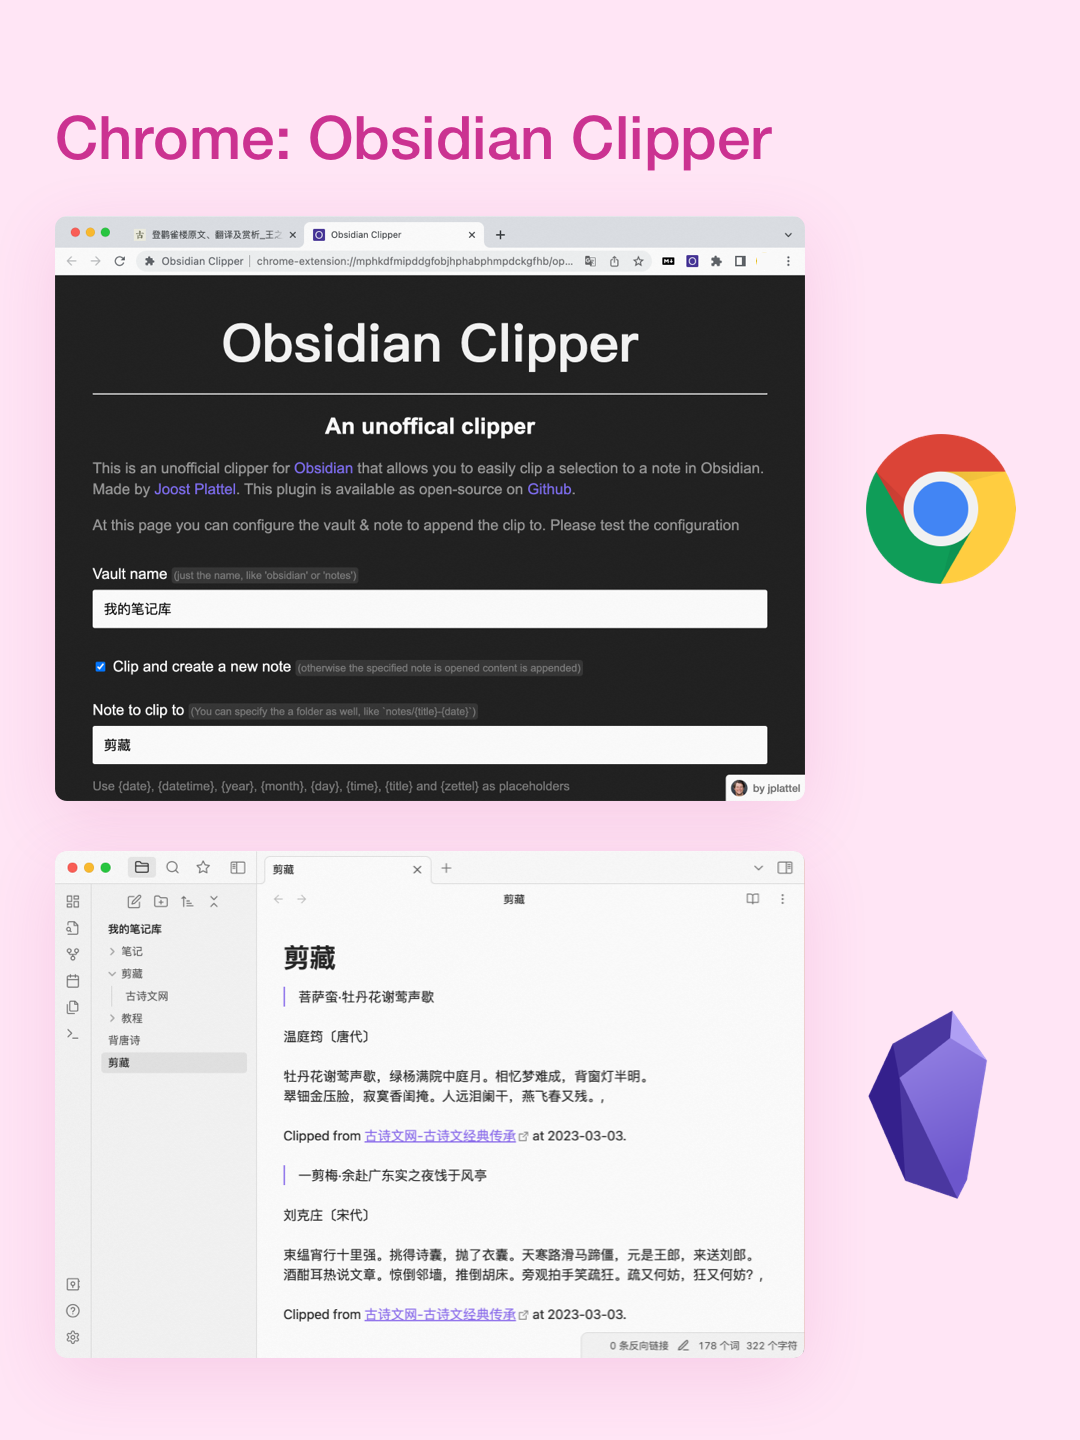 Chrome: Obsidian Clipper
登鹳雀楼原文、翻译及赏析_王之
Obsidian Clipper
Obsidian Clipper | chrome-extension://mphkdfmipddgfobjhphabphmpdckgfhb/op...
Obsidian Clipper
An unoffical clipper
This is an unofficial clipper for Obsidian that allows you to easily clip a selection to a note in Obsidian.
Made by Joost Plattel. This plugin is available as open-source on Github.
At this page you can configure the vault & note to append the clip to. Please test the configuration
Vault name (just the name, like 'obsidian' or 'notes')
我的笔记库
Clip and create a new note (otherwise the specified note is opened content is appended)
Note to clip to (You can specify the a folder as well, like `notes/{title}-{date}`)
剪藏
Use {date}, {datetime}, {year}, {month}, {day}, {time}, {title} and {zettel} as placeholders
by jplattel
剪藏
剪藏
我的笔记库
笔记
剪藏
古诗文网
教程
背唐诗
剪藏
剪藏
菩萨蛮·牡丹花谢莺声歇
温庭筠〔唐代〕
牡丹花谢莺声歇，绿杨满院中庭月。相忆梦难成，背窗灯半明。
翠钿金压脸，寂寞香闺掩。人远泪阑干，燕飞春又残。,
Clipped from 古诗文网-古诗文经典传承 at 2023-03-03.
一剪梅·余赴广东实之夜饯于风亭
刘克庄〔宋代〕
束缊宵行十里强。挑得诗囊，抛了衣囊。天寒路滑马蹄僵，元是王郎，来送刘郎。
酒酣耳热说文章。惊倒邻墙，推倒胡床。旁观拍手笑疏狂。疏又何妨，狂又何妨？,
Clipped from 古诗文网-古诗文经典传承 at 2023-03-03.
0 条反向链接 178 个词 322 个字符